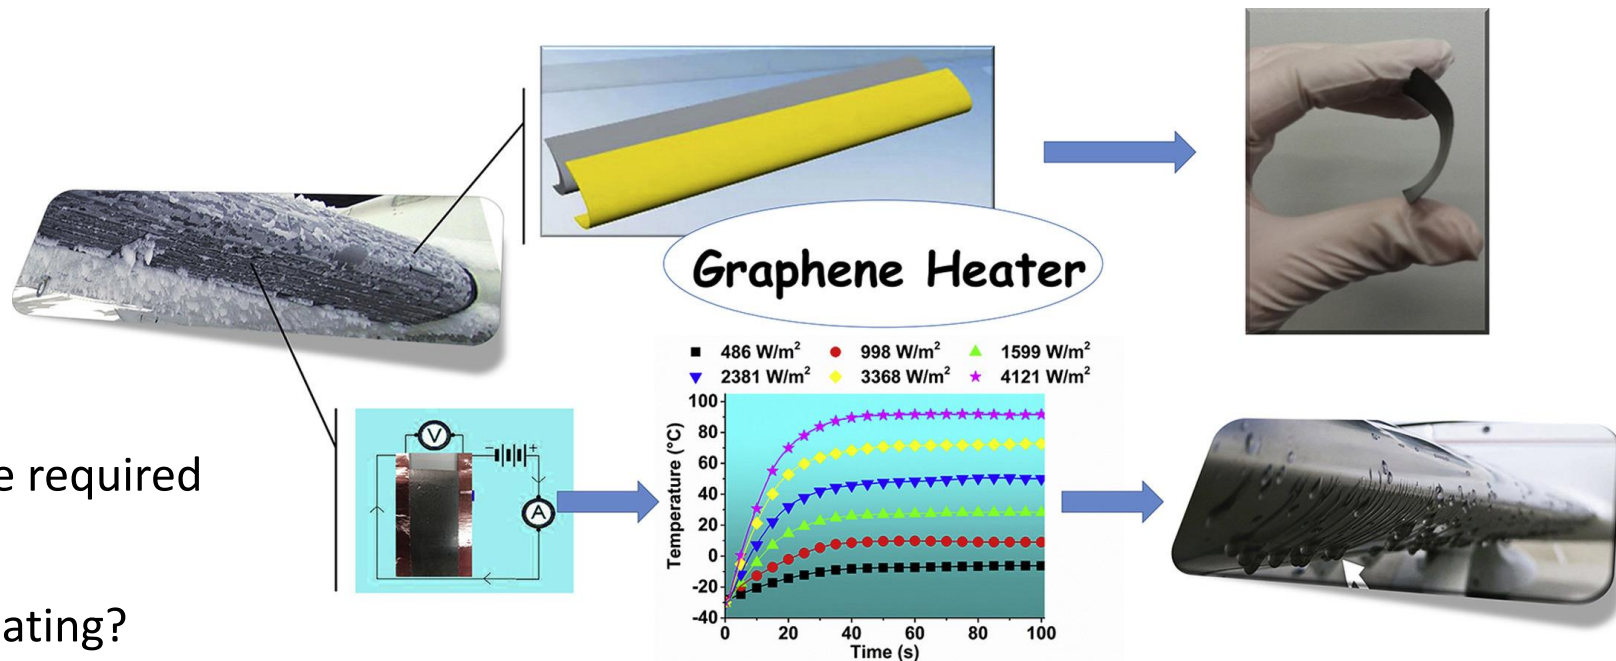 Graphene Heater
486 W/m² 998 W/m² 1599 W/m²
2381 W/m² 3368 W/m² 4121 W/m²
100
80
60
40
20
0
-20
-40
Temperature (°C)
0 20 40 60 80 100
Time (s)
V
- +
A
e required
ating?